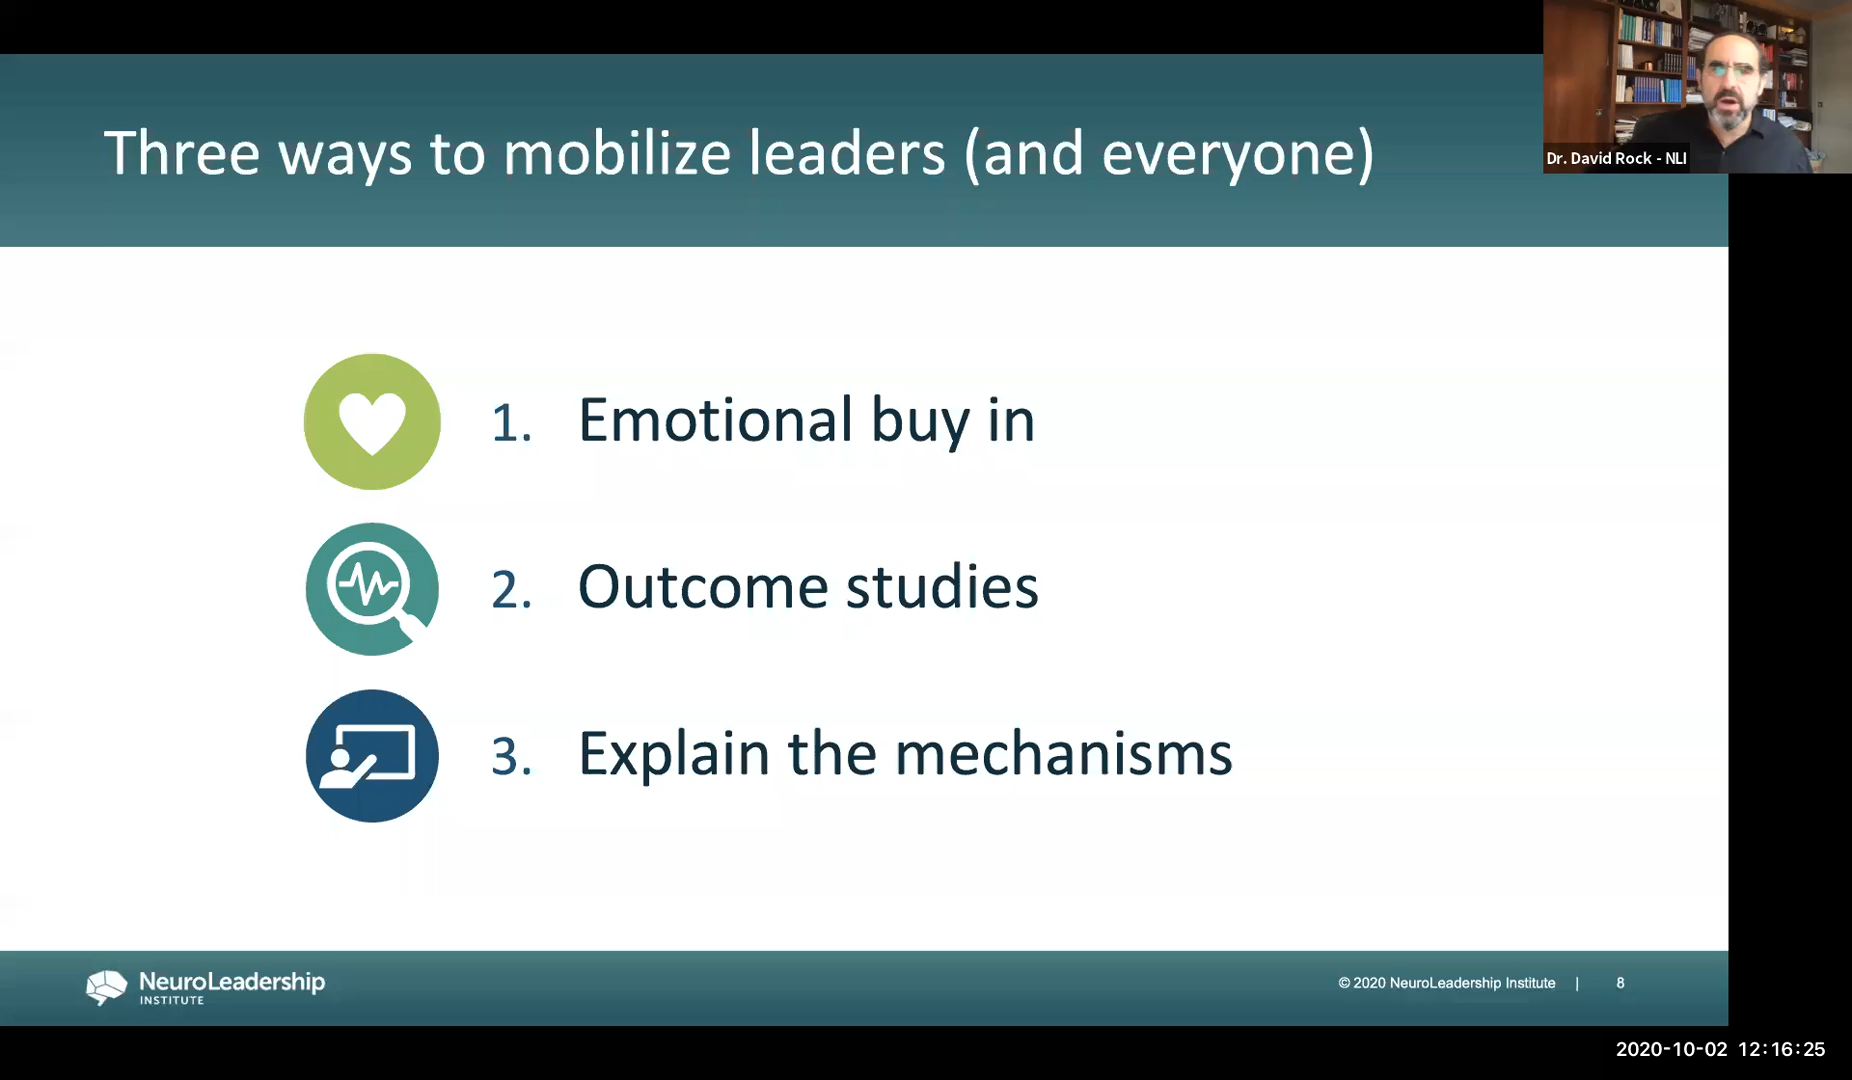 Three ways to mobilize leaders (and everyone)
Dr. David Rock - NLI
1. Emotional buy in
2. Outcome studies
3. Explain the mechanisms
NeuroLeadership
INSTITUTE
© 2020 NeuroLeadership Institute | 8
2020-10-02 12:16:25